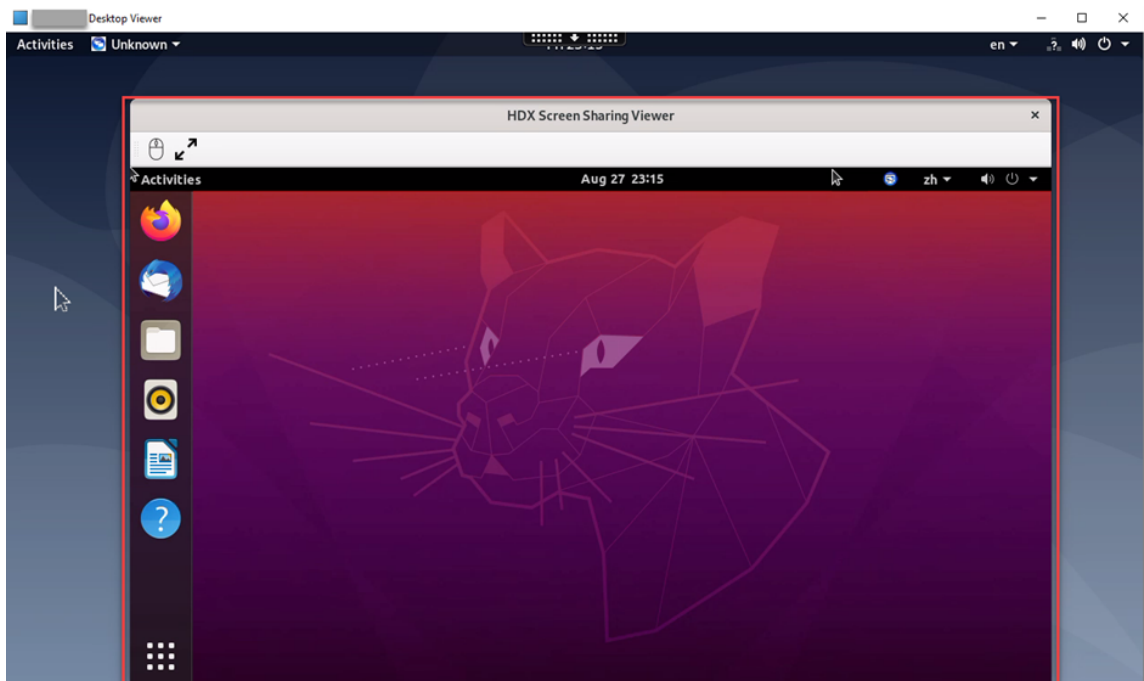 Desktop Viewer
Activities Unknown en
HDX Screen Sharing Viewer
Activities Aug 27 23:15 zh
?